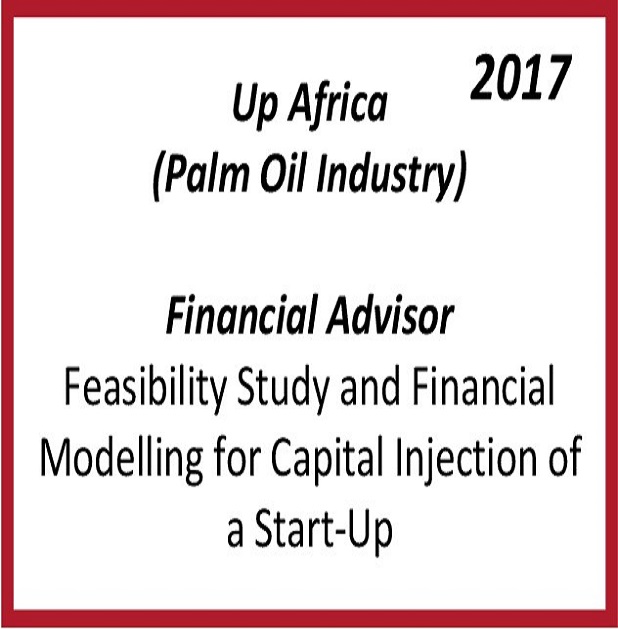 2017
Up Africa
(Palm Oil Industry)
Financial Advisor
Feasibility Study and Financial
Modelling for Capital Injection of
a Start-Up